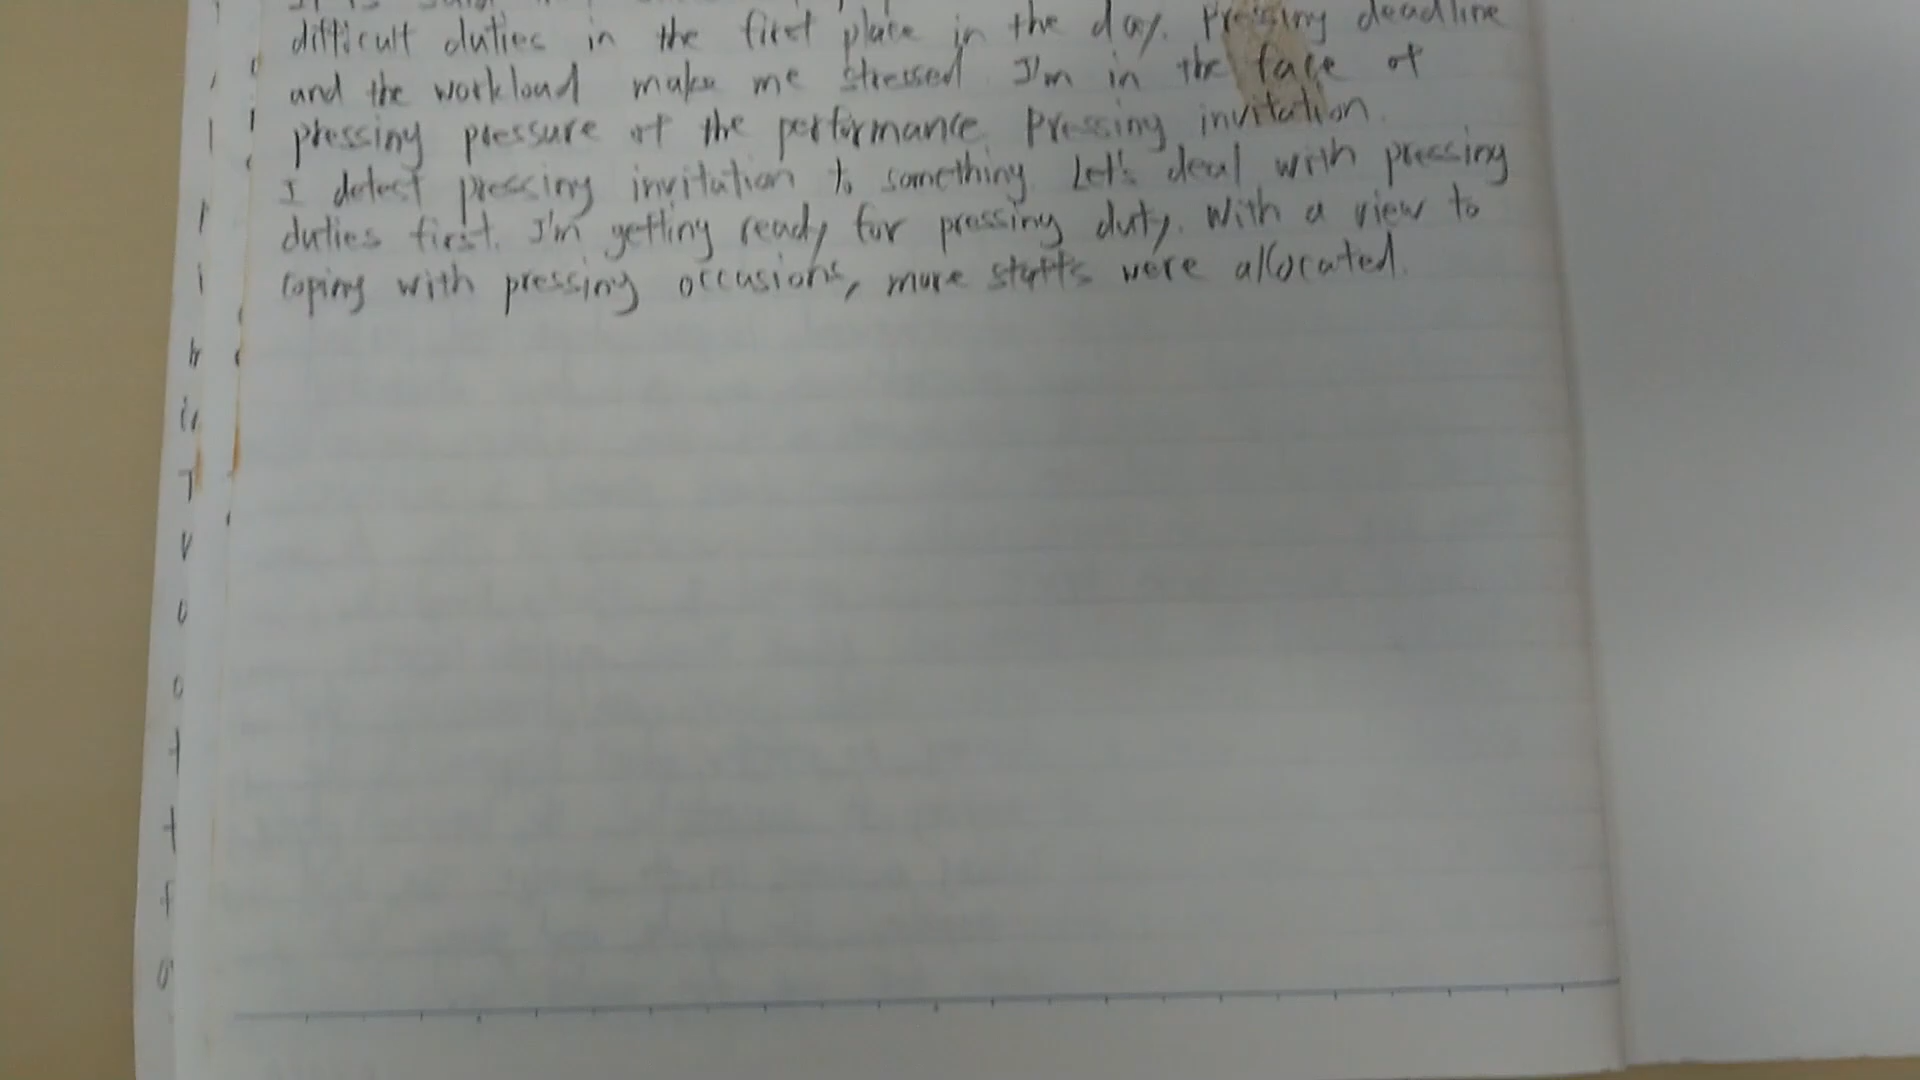 difficult duties in the first place in the day. Pressing deadline
and the workload make me stressed I'm in the face of
pressing pressure of the performance. Pressing invitation.
I detest pressing invitation to something. Let's deal with pressing
duties first. I'm getting ready for pressing duty. With a view to
coping with pressing occasions, more staffs were allocated.